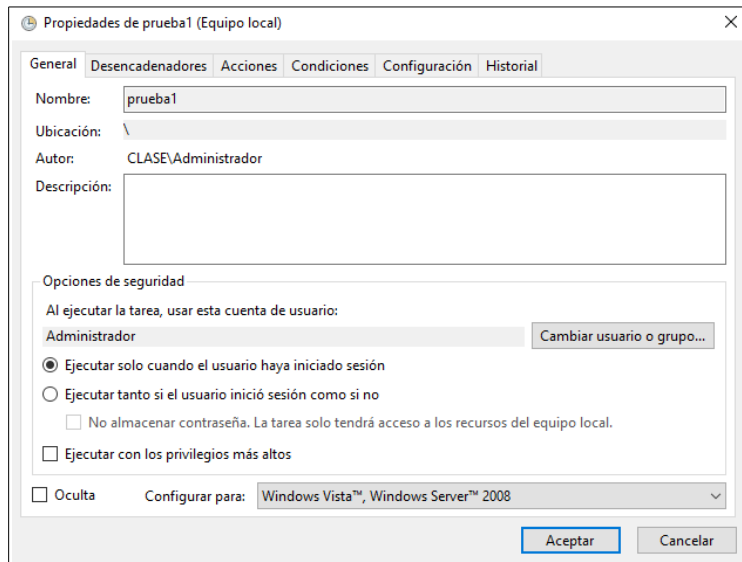 Propiedades de prueba1 (Equipo local)
General Desencadenadores Acciones Condiciones Configuración Historial
Nombre: prueba1
Ubicación: \
Autor: CLASE\Administrador
Descripción:
Opciones de seguridad
Al ejecutar la tarea, usar esta cuenta de usuario:
Administrador Cambiar usuario o grupo...
Ejecutar solo cuando el usuario haya iniciado sesión
Ejecutar tanto si el usuario inició sesión como si no
No almacenar contraseña. La tarea solo tendrá acceso a los recursos del equipo local.
Ejecutar con los privilegios más altos
Oculta Configurar para: Windows Vista™, Windows Server™ 2008
Aceptar Cancelar